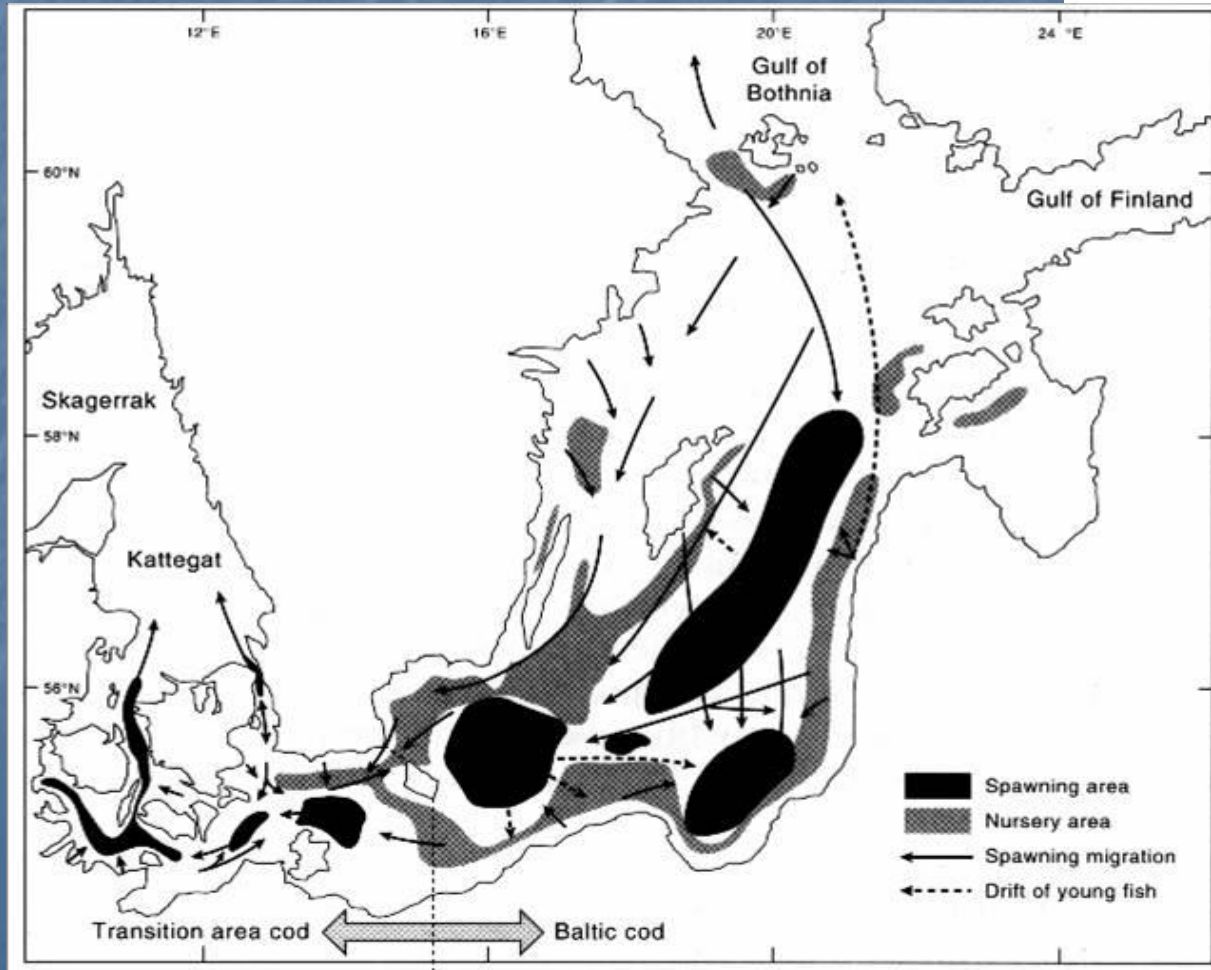 12°E
16°E
20°E
24 °E
Gulf of
Bothnia
60°N
Gulf of Finland
Skagerrak
58°N
Kattegat
56°N
Spawning area
Nursery area
Spawning migration
Drift of young fish
Transition area cod
Baltic cod